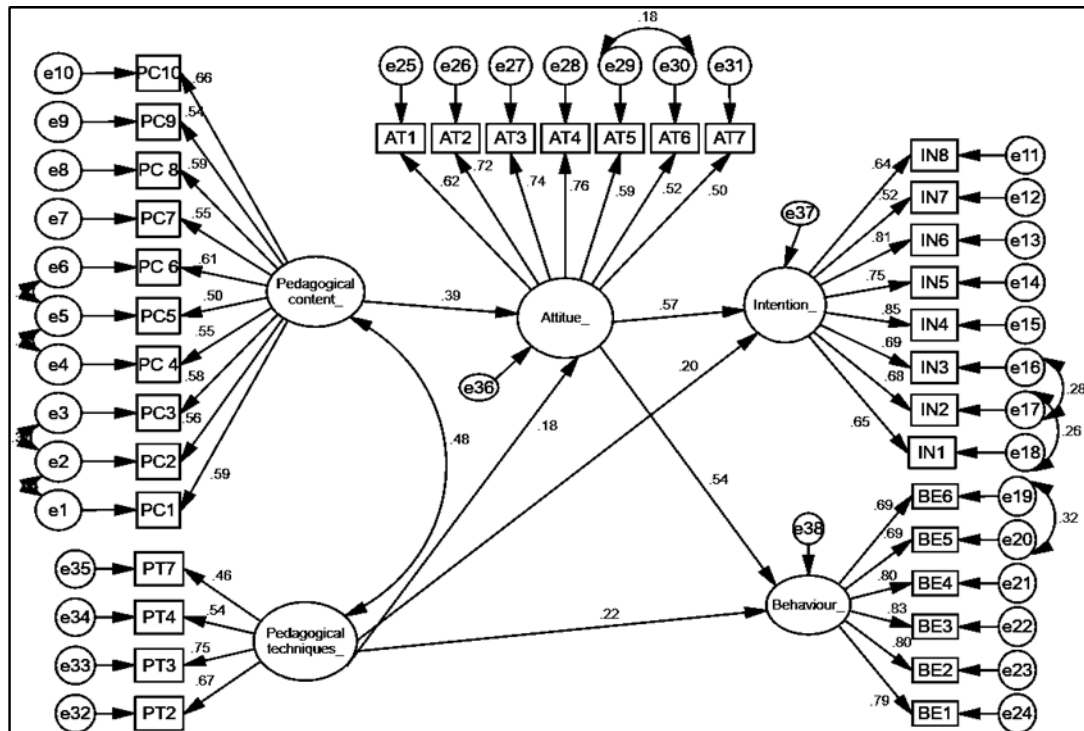 .18
e25 e26 e27 e28 e29 e30 e31
AT1 AT2 AT3 AT4 AT5 AT6 AT7
.62 .72 .74 .76 .59 .52 .50
e10 PC10 .66
e9 PC9 .54
e8 PC 8 .59
e7 PC7 .55
e6 PC 6 .61
e5 PC5 .50
e4 PC 4 .55
e3 PC3 .58
e2 PC2 .56
e1 PC1 .59
Pedagogical
content_
.39
Attitue_
e36
.57
.20
.18
.48
.54
.22
e37
Intention_
.64 IN8 e11
.52 IN7 e12
.81 IN6 e13
.75 IN5 e14
.85 IN4 e15
.69 IN3 e16
.68 IN2 e17
.65 IN1 e18
.28
.26
e35 PT7 .46
e34 PT4 .54
e33 PT3 .75
e32 PT2 .67
Pedagogical
techniques_
e38
Behaviour_
.69 BE6 e19
.69 BE5 e20
.80 BE4 e21
.83 BE3 e22
.80 BE2 e23
.79 BE1 e24
.32